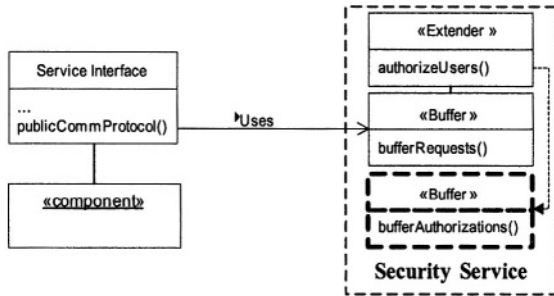 Service Interface
...
publicCommProtocol()
«component»
Uses
«Extender »
authorizeUsers()
«Buffer »
bufferRequests()
«Buffer »
bufferAuthorizations()
Security Service